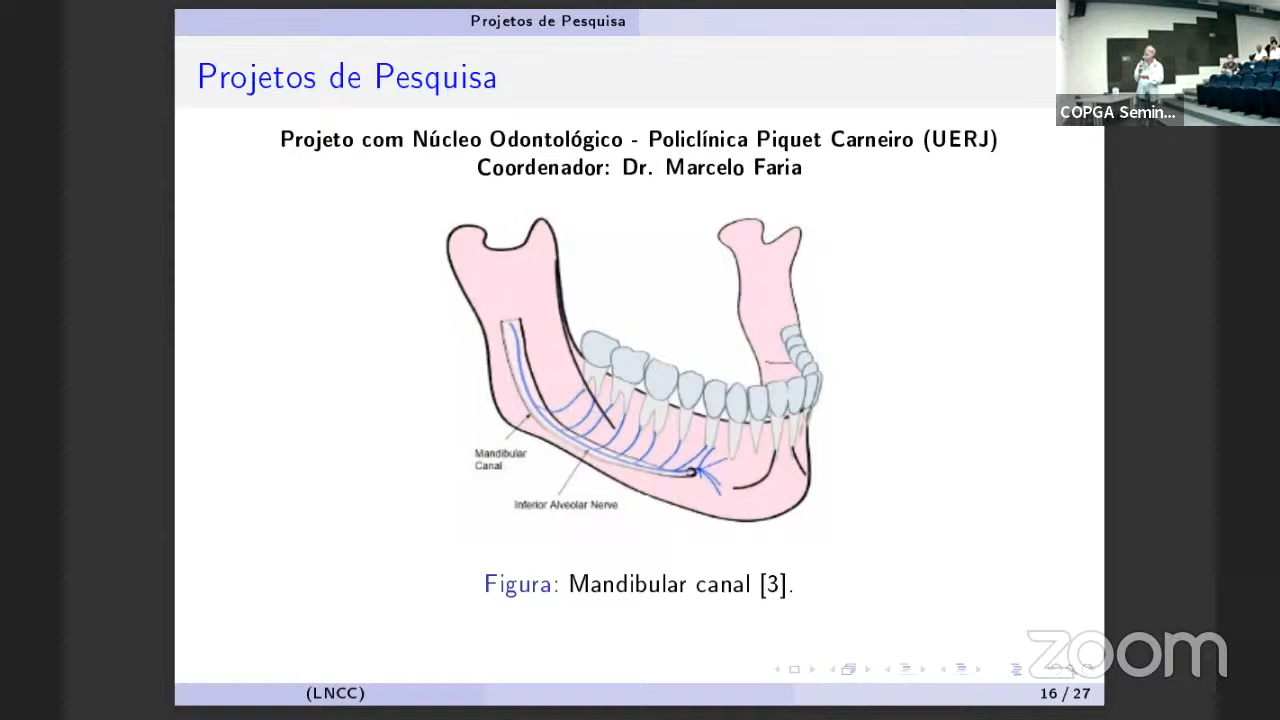 Projetos de Pesquisa
COPGA Semin...
Projetos de Pesquisa
Projeto com Núcleo Odontológico - Policlínica Piquet Carneiro (UERJ)
Coordenador: Dr. Marcelo Faria
Mandibular
Canal
Inferior Alveolar Nerve
Figura: Mandibular canal [3].
zoom
(LNCC)
16 / 27